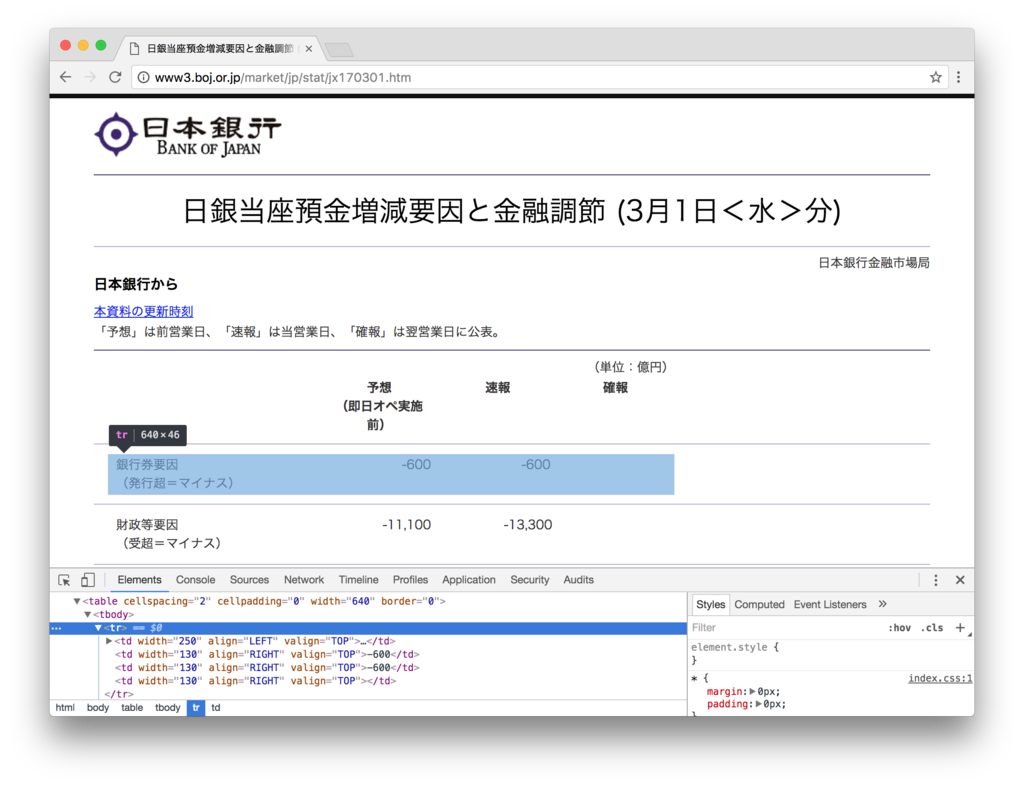 日銀当座預金増減要因と金融調節
www3.boj.or.jp/market/jp/stat/jx170301.htm
日本銀行
BANK OF JAPAN
日銀当座預金増減要因と金融調節 (3月1日＜水＞分)
日本銀行金融市場局
日本銀行から
本資料の更新時刻
「予想」は前営業日、「速報」は当営業日、「確報」は翌営業日に公表。
（単位：億円）
予想 速報 確報
（即日オペ実施
前）
tr 640×46
銀行券要因 -600 -600
（発行超＝マイナス）
財政等要因 -11,100 -13,300
（受超＝マイナス）
Elements Console Sources Network Timeline Profiles Application Security Audits
▼<table cellspacing="2" cellpadding="0" width="640" border="0">
▼<tbody>
… ▼<tr> == $0
▶<td width="250" align="LEFT" valign="TOP">…</td>
<td width="130" align="RIGHT" valign="TOP">-600</td>
<td width="130" align="RIGHT" valign="TOP">-600</td>
<td width="130" align="RIGHT" valign="TOP"></td>
</tr>
html body table tbody tr td
Styles Computed Event Listeners »
Filter :hov .cls +
element.style {
}
* { index.css:1
margin:▶0px;
padding:▶0px;
}